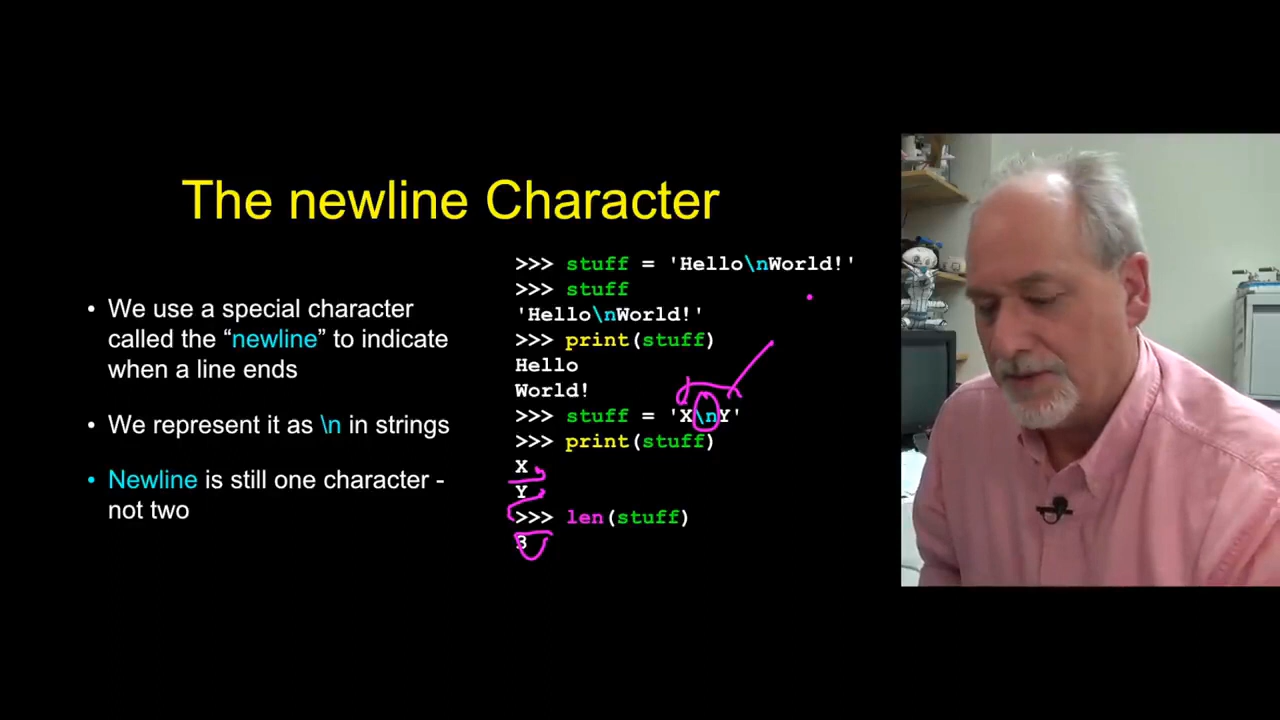 The newline Character
• We use a special character
called the “newline” to indicate
when a line ends
• We represent it as \n in strings
• Newline is still one character -
not two
>>> stuff = 'Hello\nWorld!'
>>> stuff
'Hello\nWorld!'
>>> print(stuff)
Hello
World!
>>> stuff = 'X\nY'
>>> print(stuff)
X
Y
>>> len(stuff)
3